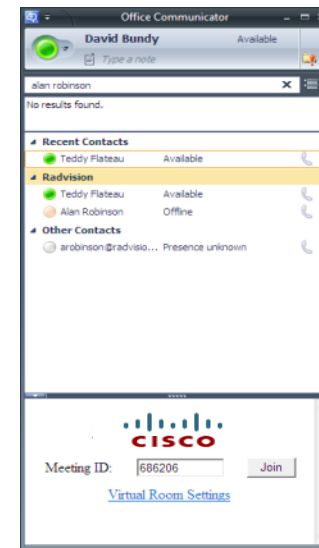 Office Communicator
David Bundy Available
Type a note
alan robinson
No results found.
Recent Contacts
Teddy Flateau Available
Radvision
Teddy Flateau Available
Alan Robinson Offline
Other Contacts
arobinson@radvisio... Presence unknown
CISCO
Meeting ID: 686206 Join
Virtual Room Settings